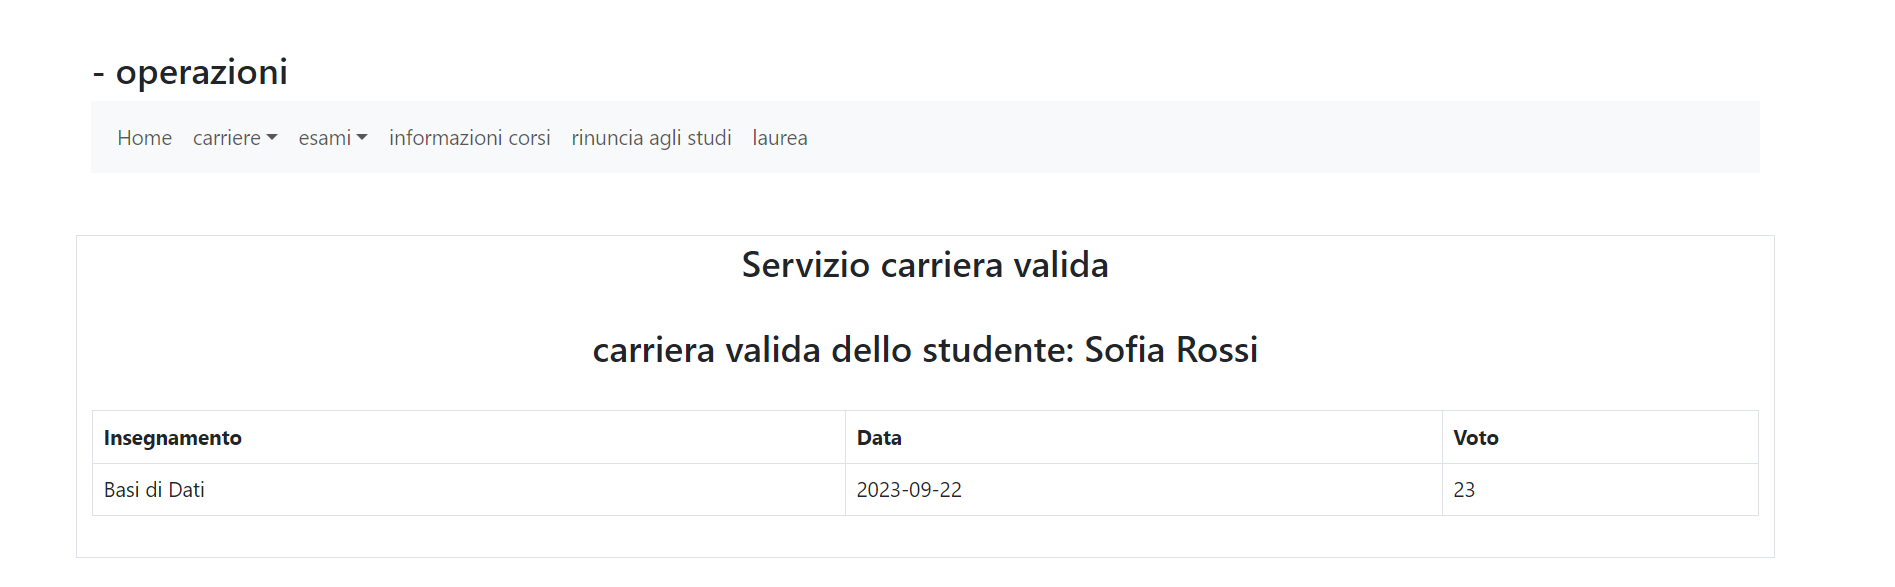 - operazioni
Home carriere esami informazioni corsi rinuncia agli studi laurea
Servizio carriera valida
carriera valida dello studente: Sofia Rossi
Insegnamento Data Voto
Basi di Dati 2023-09-22 23